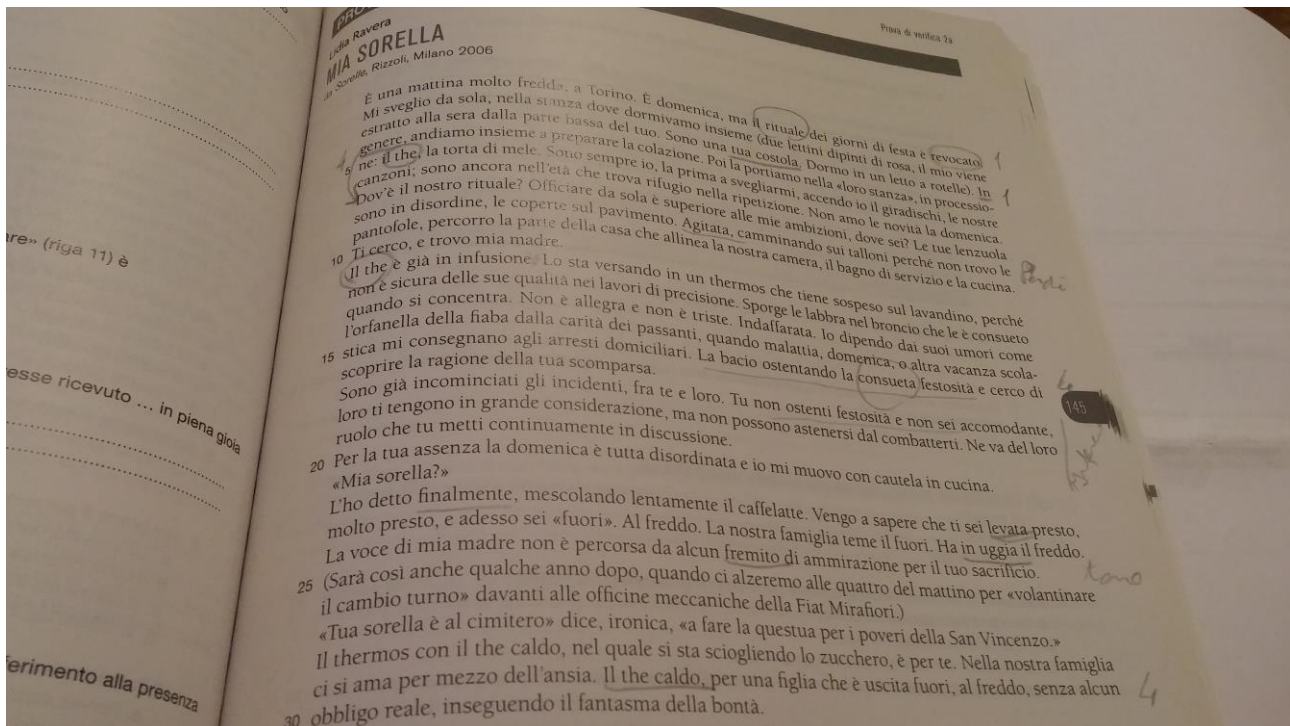 PRO
Prova di verifica 2a
Lidia Ravera
MIA SORELLA
da Sorelle, Rizzoli, Milano 2006
È una mattina molto fredda, a Torino. È domenica, ma il rituale dei giorni di festa è revocato.
Mi sveglio da sola, nella stanza dove dormivamo insieme (due lettini dipinti di rosa, il mio viene
estratto alla sera dalla parte bassa del tuo. Sono una tua costola. Dormo in un letto a rotelle). In
genere, andiamo insieme a preparare la colazione. Poi la portiamo nella «loro stanza», in processio-
5 ne: il the, la torta di mele. Sono sempre io, la prima a svegliarmi, accendo io il giradischi, le nostre
canzoni; sono ancora nell'età che trova rifugio nella ripetizione. Non amo le novità la domenica.
Dov'è il nostro rituale? Officiare da sola è superiore alle mie ambizioni, dove sei? Le tue lenzuola
sono in disordine, le coperte sul pavimento. Agitata, camminando sui talloni perché non trovo le
pantofole, percorro la parte della casa che allinea la nostra camera, il bagno di servizio e la cucina.
10 Ti cerco, e trovo mia madre.
Il the è già in infusione. Lo sta versando in un thermos che tiene sospeso sul lavandino, perché
non è sicura delle sue qualità nei lavori di precisione. Sporge le labbra nel broncio che le è consueto
quando si concentra. Non è allegra e non è triste. Indaffarata. Io dipendo dai suoi umori come
l'orfanella della fiaba dalla carità dei passanti, quando malattia, domenica, o altra vacanza scola-
15 stica mi consegnano agli arresti domiciliari. La bacio ostentando la consueta festosità e cerco di
scoprire la ragione della tua scomparsa.
Sono già incominciati gli incidenti, fra te e loro. Tu non ostenti festosità e non sei accomodante,
loro ti tengono in grande considerazione, ma non possono astenersi dal combatterti. Ne va del loro
ruolo che tu metti continuamente in discussione.
20 Per la tua assenza la domenica è tutta disordinata e io mi muovo con cautela in cucina.
«Mia sorella?»
L'ho detto finalmente, mescolando lentamente il caffelatte. Vengo a sapere che ti sei levata presto,
molto presto, e adesso sei «fuori». Al freddo. La nostra famiglia teme il fuori. Ha in uggia il freddo.
La voce di mia madre non è percorsa da alcun fremito di ammirazione per il tuo sacrificio.
25 (Sarà così anche qualche anno dopo, quando ci alzeremo alle quattro del mattino per «volantinare
il cambio turno» davanti alle officine meccaniche della Fiat Mirafiori.)
«Tua sorella è al cimitero» dice, ironica, «a fare la questua per i poveri della San Vincenzo.»
Il thermos con il the caldo, nel quale si sta sciogliendo lo zucchero, è per te. Nella nostra famiglia
ci si ama per mezzo dell'ansia. Il the caldo, per una figlia che è uscita fuori, al freddo, senza alcun
30 obbligo reale, inseguendo il fantasma della bontà.
145
tono
4
are» (riga 11) è
esse ricevuto … in piena gioia
ferimento alla presenza